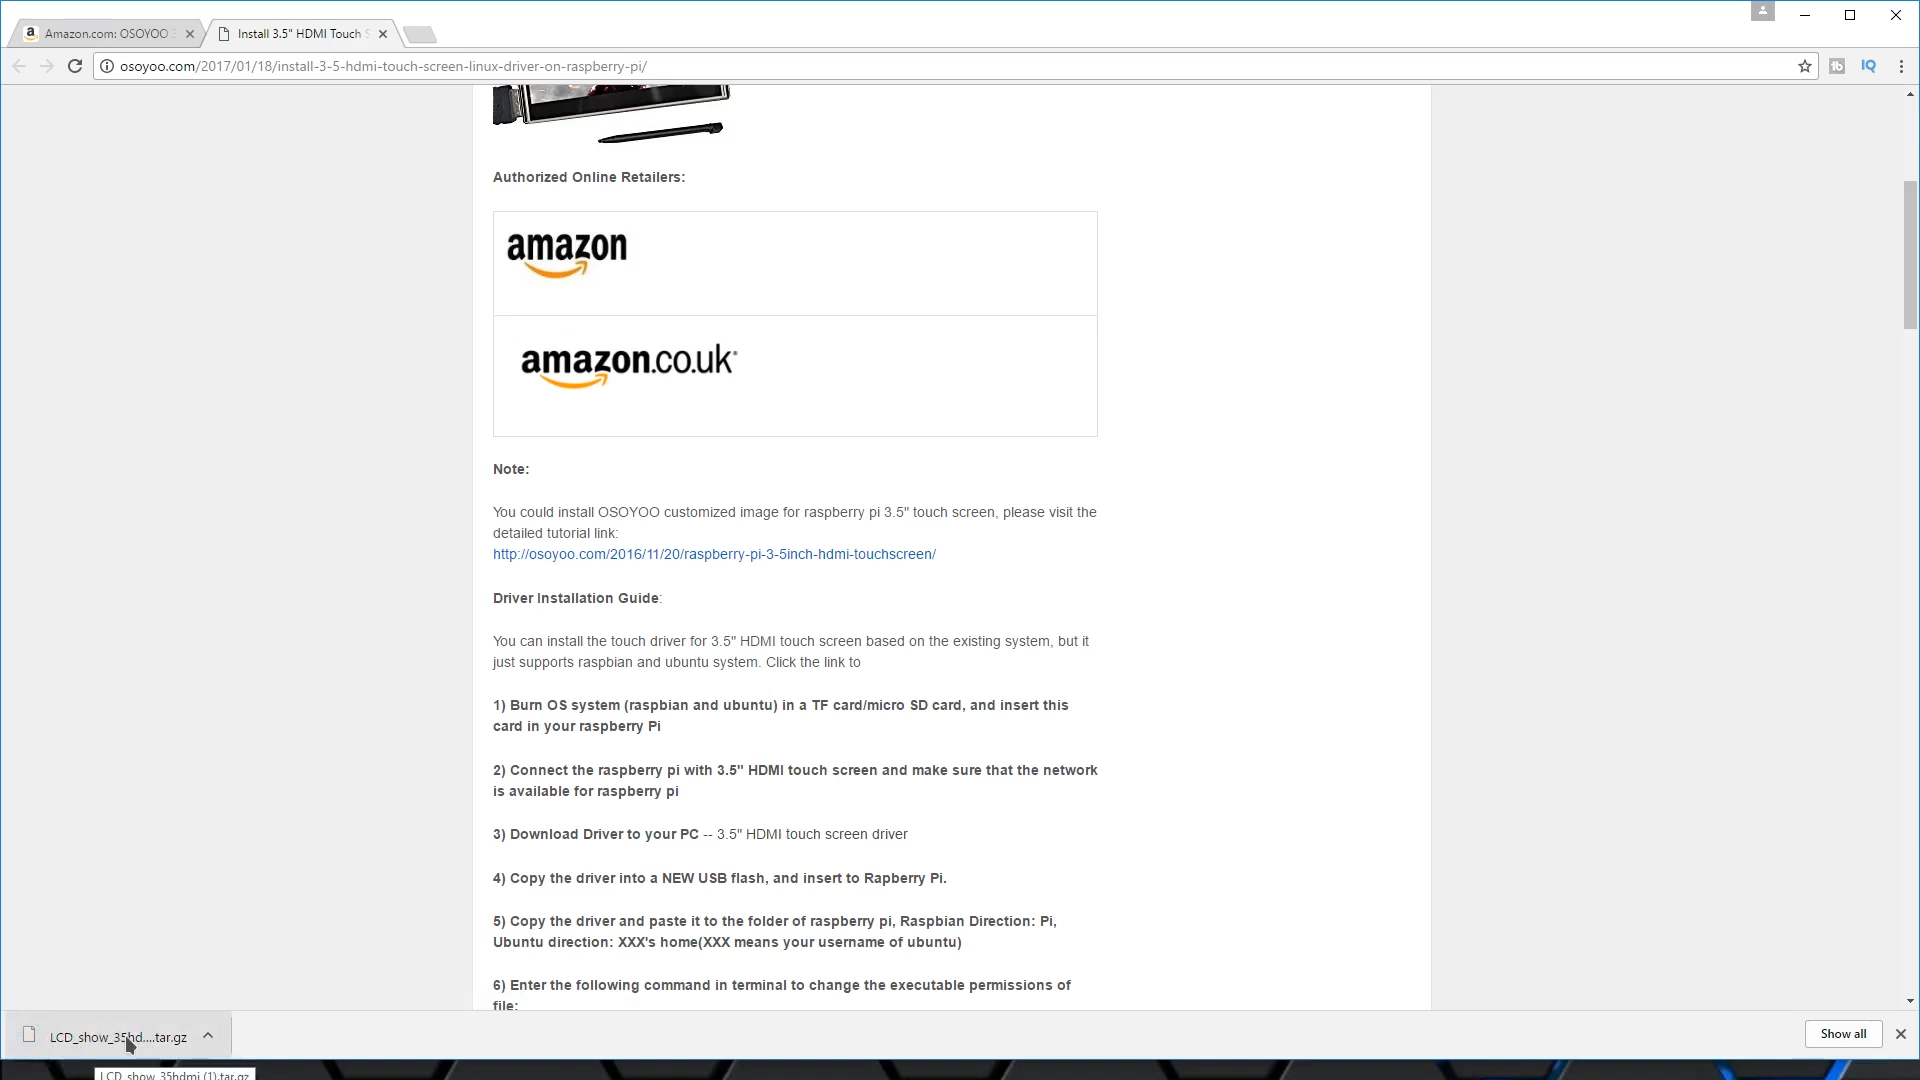 Amazon.com: OSOYOO 3
Install 3.5" HDMI Touch S
osoyoo.com/2017/01/18/install-3-5-hdmi-touch-screen-linux-driver-on-raspberry-pi/
IQ
Authorized Online Retailers:
amazon
amazon.co.uk
Note:
You could install OSOYOO customized image for raspberry pi 3.5" touch screen, please visit the
detailed tutorial link:
http://osoyoo.com/2016/11/20/raspberry-pi-3-5inch-hdmi-touchscreen/
Driver Installation Guide:
You can install the touch driver for 3.5" HDMI touch screen based on the existing system, but it
just supports raspbian and ubuntu system. Click the link to
1) Burn OS system (raspbian and ubuntu) in a TF card/micro SD card, and insert this
card in your raspberry Pi
2) Connect the raspberry pi with 3.5" HDMI touch screen and make sure that the network
is available for raspberry pi
3) Download Driver to your PC -- 3.5" HDMI touch screen driver
4) Copy the driver into a NEW USB flash, and insert to Rapberry Pi.
5) Copy the driver and paste it to the folder of raspberry pi, Raspbian Direction: Pi,
Ubuntu direction: XXX's home(XXX means your username of ubuntu)
6) Enter the following command in terminal to change the executable permissions of
file:
LCD_show_35hd....tar.gz
Show all
LCD_show_35hdmi (1).tar.gz